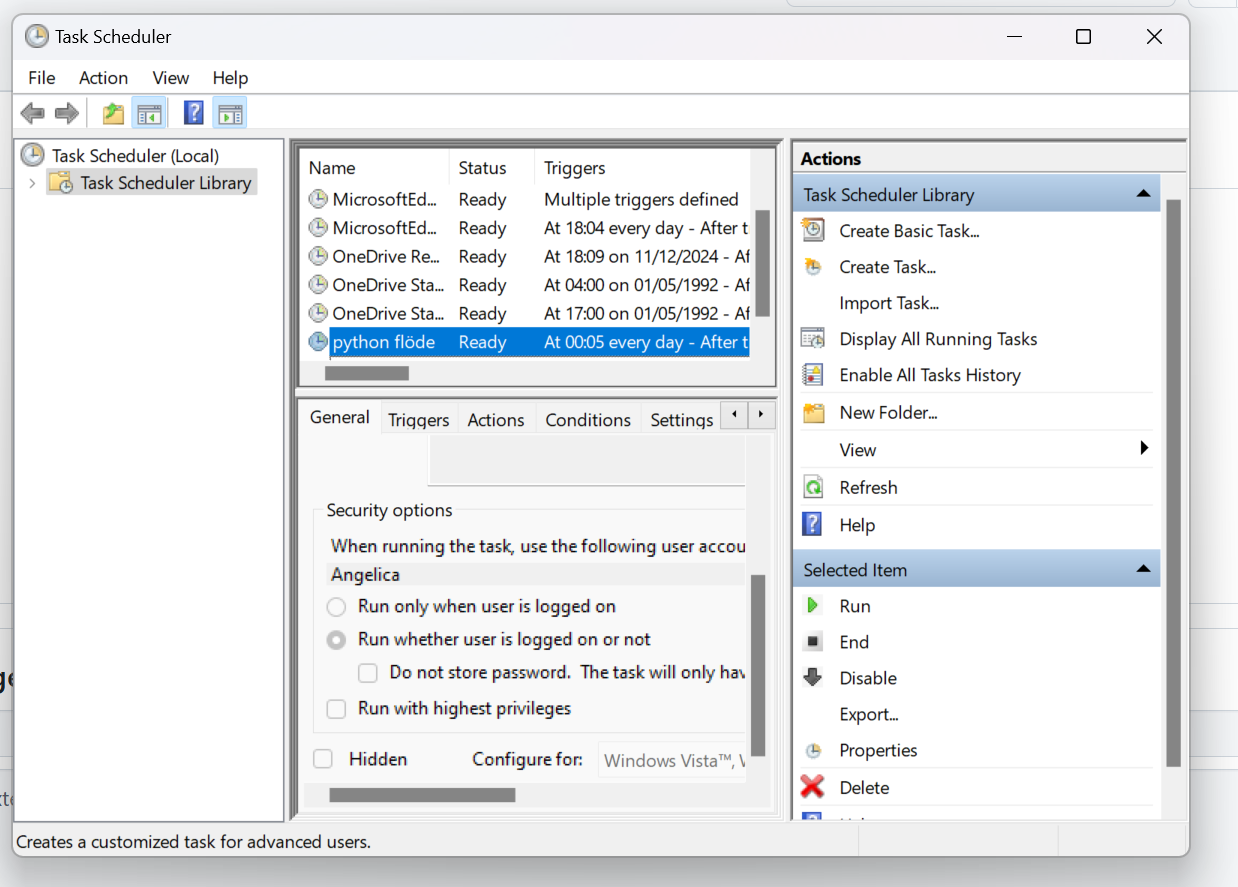 Task Scheduler
File Action View Help
Task Scheduler (Local)
Task Scheduler Library
Name Status Triggers
MicrosoftEd... Ready Multiple triggers defined
MicrosoftEd... Ready At 18:04 every day - After t
OneDrive Re... Ready At 18:09 on 11/12/2024 - Af
OneDrive Sta... Ready At 04:00 on 01/05/1992 - Af
OneDrive Sta... Ready At 17:00 on 01/05/1992 - Af
python flöde Ready At 00:05 every day - After t
General Triggers Actions Conditions Settings
Security options
When running the task, use the following user accou
Angelica
Run only when user is logged on
Run whether user is logged on or not
Do not store password. The task will only hav
Run with highest privileges
Hidden Configure for: Windows Vista™, W
Actions
Task Scheduler Library
Create Basic Task...
Create Task...
Import Task...
Display All Running Tasks
Enable All Tasks History
New Folder...
View
Refresh
Help
Selected Item
Run
End
Disable
Export...
Properties
Delete
Creates a customized task for advanced users.